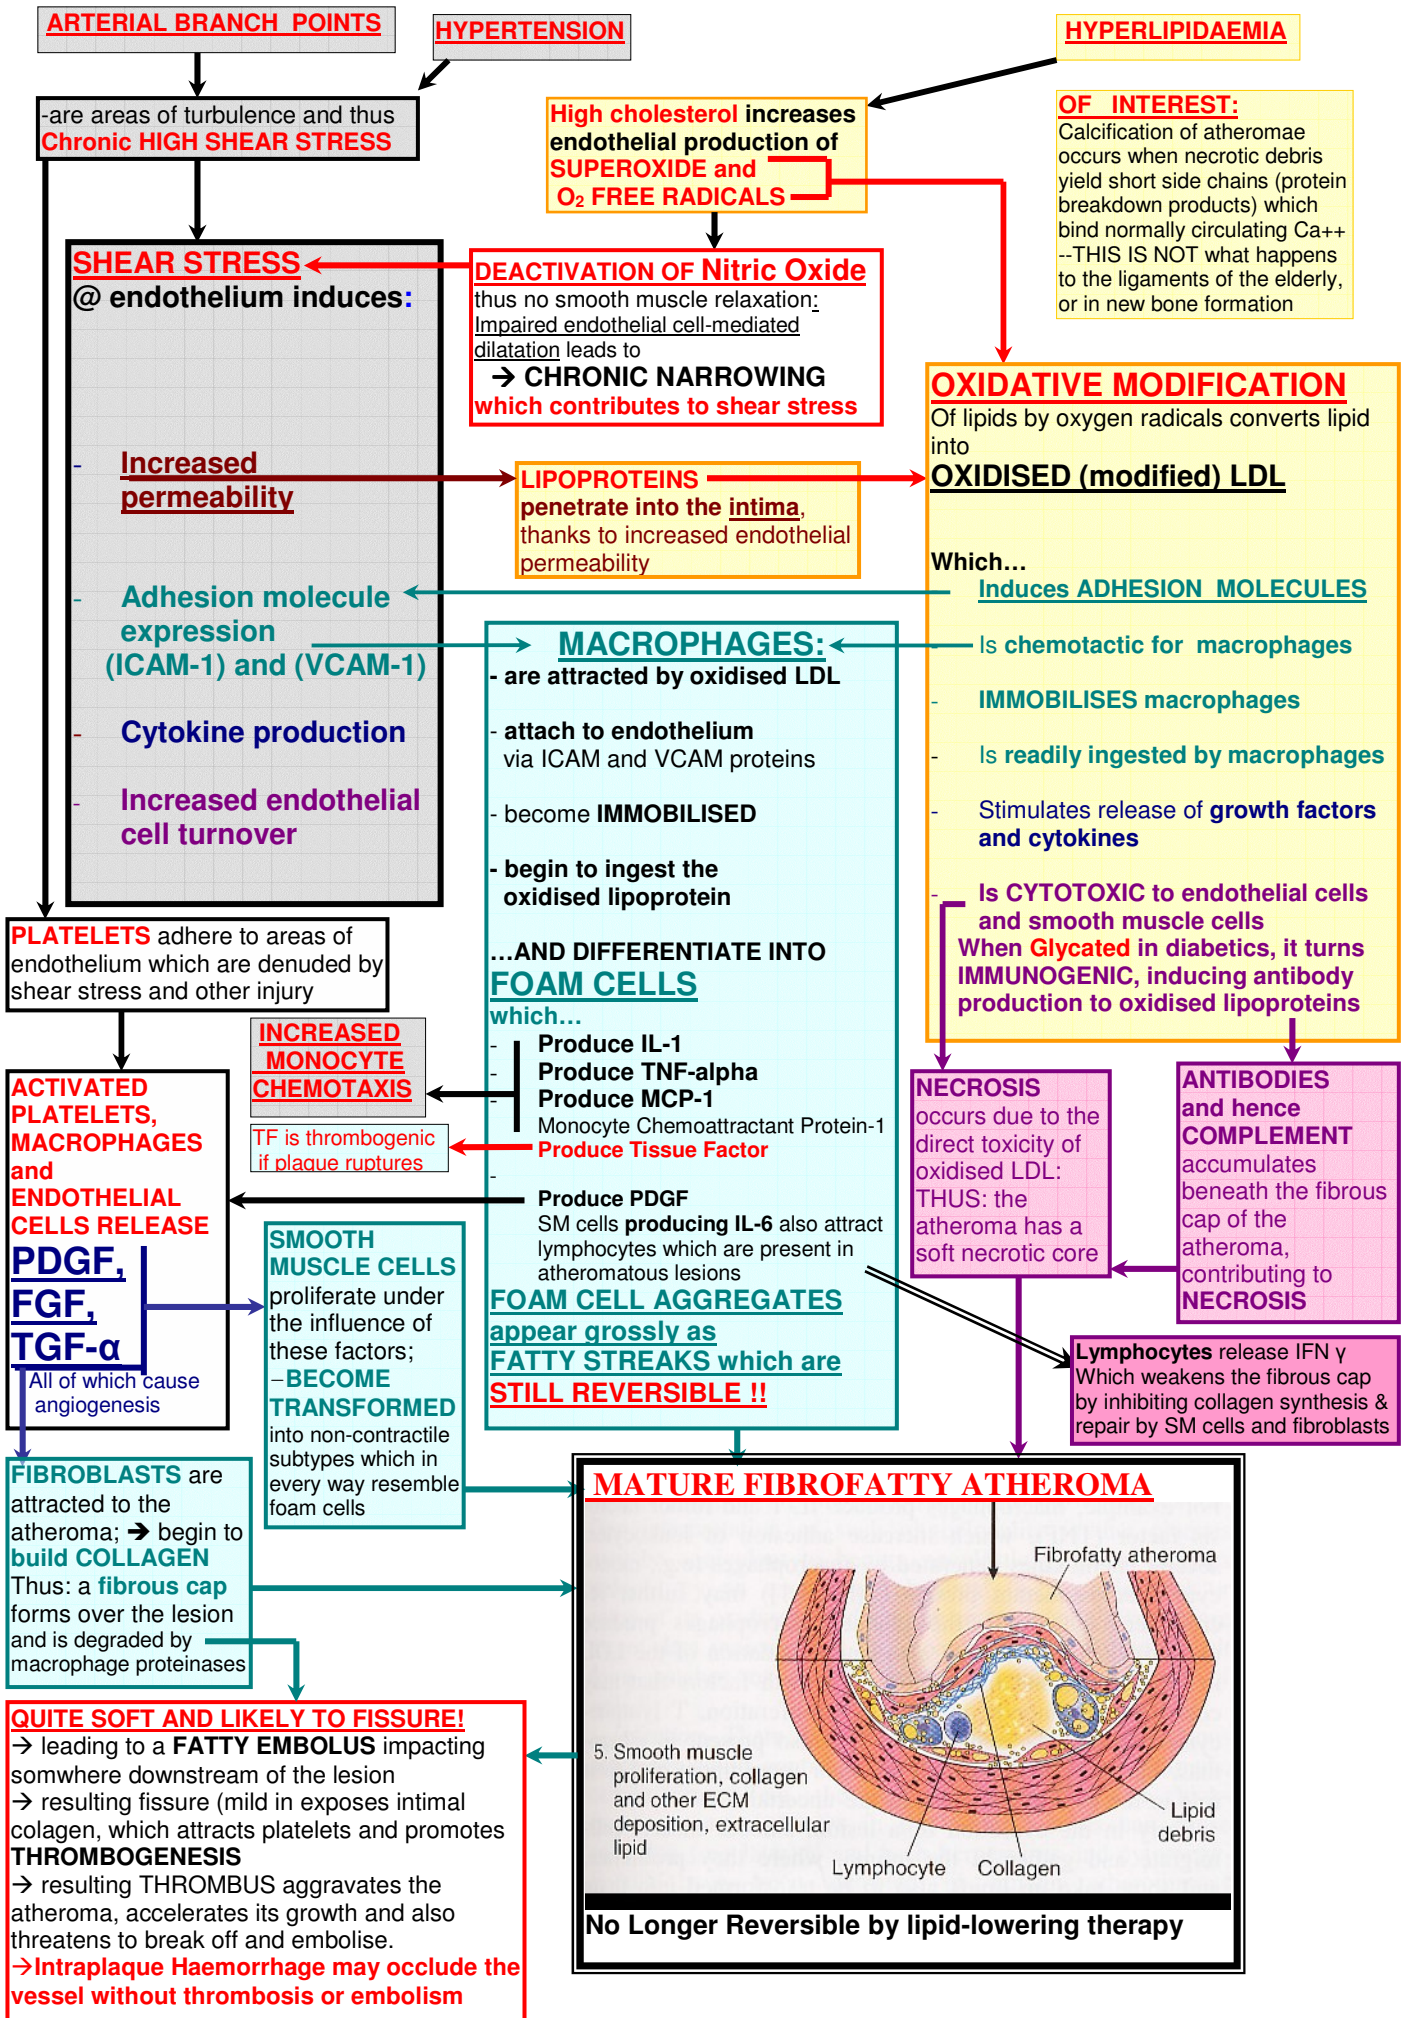 ARTERIAL BRANCH POINTS
HYPERTENSION
HYPERLIPIDAEMIA
-are areas of turbulence and thus
Chronic HIGH SHEAR STRESS
High cholesterol increases
endothelial production of
SUPEROXIDE and
O₂ FREE RADICALS
OF INTEREST:
Calcification of atheromae
occurs when necrotic debris
yield short side chains (protein
breakdown products) which
bind normally circulating Ca++
--THIS IS NOT what happens
to the ligaments of the elderly,
or in new bone formation
SHEAR STRESS
@ endothelium induces:
- Increased
permeability
- Adhesion molecule
expression
(ICAM-1) and (VCAM-1)
- Cytokine production
- Increased endothelial
cell turnover
DEACTIVATION OF Nitric Oxide
thus no smooth muscle relaxation:
Impaired endothelial cell-mediated
dilatation leads to
→ CHRONIC NARROWING
which contributes to shear stress
LIPOPROTEINS
penetrate into the intima,
thanks to increased endothelial
permeability
OXIDATIVE MODIFICATION
Of lipids by oxygen radicals converts lipid
into
OXIDISED (modified) LDL
Which…
- Induces ADHESION MOLECULES
- Is chemotactic for macrophages
- IMMOBILISES macrophages
- Is readily ingested by macrophages
- Stimulates release of growth factors
and cytokines
- Is CYTOTOXIC to endothelial cells
and smooth muscle cells
When Glycated in diabetics, it turns
IMMUNOGENIC, inducing antibody
production to oxidised lipoproteins
MACROPHAGES:
- are attracted by oxidised LDL
- attach to endothelium
via ICAM and VCAM proteins
- become IMMOBILISED
- begin to ingest the
oxidised lipoprotein
…AND DIFFERENTIATE INTO
FOAM CELLS
which…
- Produce IL-1
- Produce TNF-alpha
- Produce MCP-1
Monocyte Chemoattractant Protein-1
Produce Tissue Factor
-
Produce PDGF
SM cells producing IL-6 also attract
lymphocytes which are present in
atheromatous lesions
FOAM CELL AGGREGATES
appear grossly as
FATTY STREAKS which are
STILL REVERSIBLE !!
PLATELETS adhere to areas of
endothelium which are denuded by
shear stress and other injury
INCREASED
MONOCYTE
CHEMOTAXIS
TF is thrombogenic
if plaque ruptures
ACTIVATED
PLATELETS,
MACROPHAGES
and
ENDOTHELIAL
CELLS RELEASE
PDGF,
FGF,
TGF-α
All of which cause
angiogenesis
SMOOTH
MUSCLE CELLS
proliferate under
the influence of
these factors;
–BECOME
TRANSFORMED
into non-contractile
subtypes which in
every way resemble
foam cells
NECROSIS
occurs due to the
direct toxicity of
oxidised LDL:
THUS: the
atheroma has a
soft necrotic core
ANTIBODIES
and hence
COMPLEMENT
accumulates
beneath the fibrous
cap of the
atheroma,
contributing to
NECROSIS
Lymphocytes release IFN γ
Which weakens the fibrous cap
by inhibiting collagen synthesis &
repair by SM cells and fibroblasts
FIBROBLASTS are
attracted to the
atheroma; → begin to
build COLLAGEN
Thus: a fibrous cap
forms over the lesion
and is degraded by
macrophage proteinases
MATURE FIBROFATTY ATHEROMA
Fibrofatty atheroma
5. Smooth muscle
proliferation, collagen
and other ECM
deposition, extracellular
lipid
Lymphocyte
Collagen
Lipid
debris
No Longer Reversible by lipid-lowering therapy
QUITE SOFT AND LIKELY TO FISSURE!
→ leading to a FATTY EMBOLUS impacting
somwhere downstream of the lesion
→ resulting fissure (mild in exposes intimal
colagen, which attracts platelets and promotes
THROMBOGENESIS
→ resulting THROMBUS aggravates the
atheroma, accelerates its growth and also
threatens to break off and embolise.
→Intraplaque Haemorrhage may occlude the
vessel without thrombosis or embolism